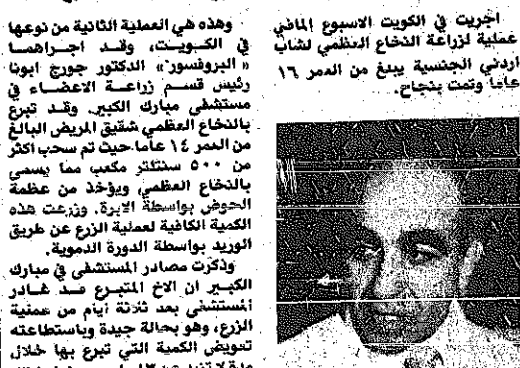 اجريت في الكويت الاسبوع الماضي
عملية لزراعة النخاع العظمي لشاب
اردني الجنسية يبلغ من العمر ١٦
عاما وتمت بنجاح.
وهذه هي العملية الثانية من نوعها
في الكويت، وقد اجراهما
«البروفسور» الدكتور جورج ابونا
رئيس قسم زراعة الاعضاء في
مستشفى مبارك الكبير. وقد تبرع
بالنخاع العظمي شقيق المريض البالغ
من العمر ١٤ عاما حيث تم سحب اكثر
من ٥٠٠ سنتمتر مكعب مما يسمى
بالنخاع العظمي ويؤخذ من عظمة
الحوض بواسطة الابرة. وزرعت هذه
الكمية الكافية لعملية الزرع عن طريق
الوريد بواسطة الدورة الدموية.
وذكرت مصادر المستشفى في مبارك
الكبير ان الاخ المتبرع قد غادر
المستشفى بعد ثلاثة أيام من عملية
الزرع، وهو بحالة جيدة وباستطاعته
تعويض الكمية التي تبرع بها خلال